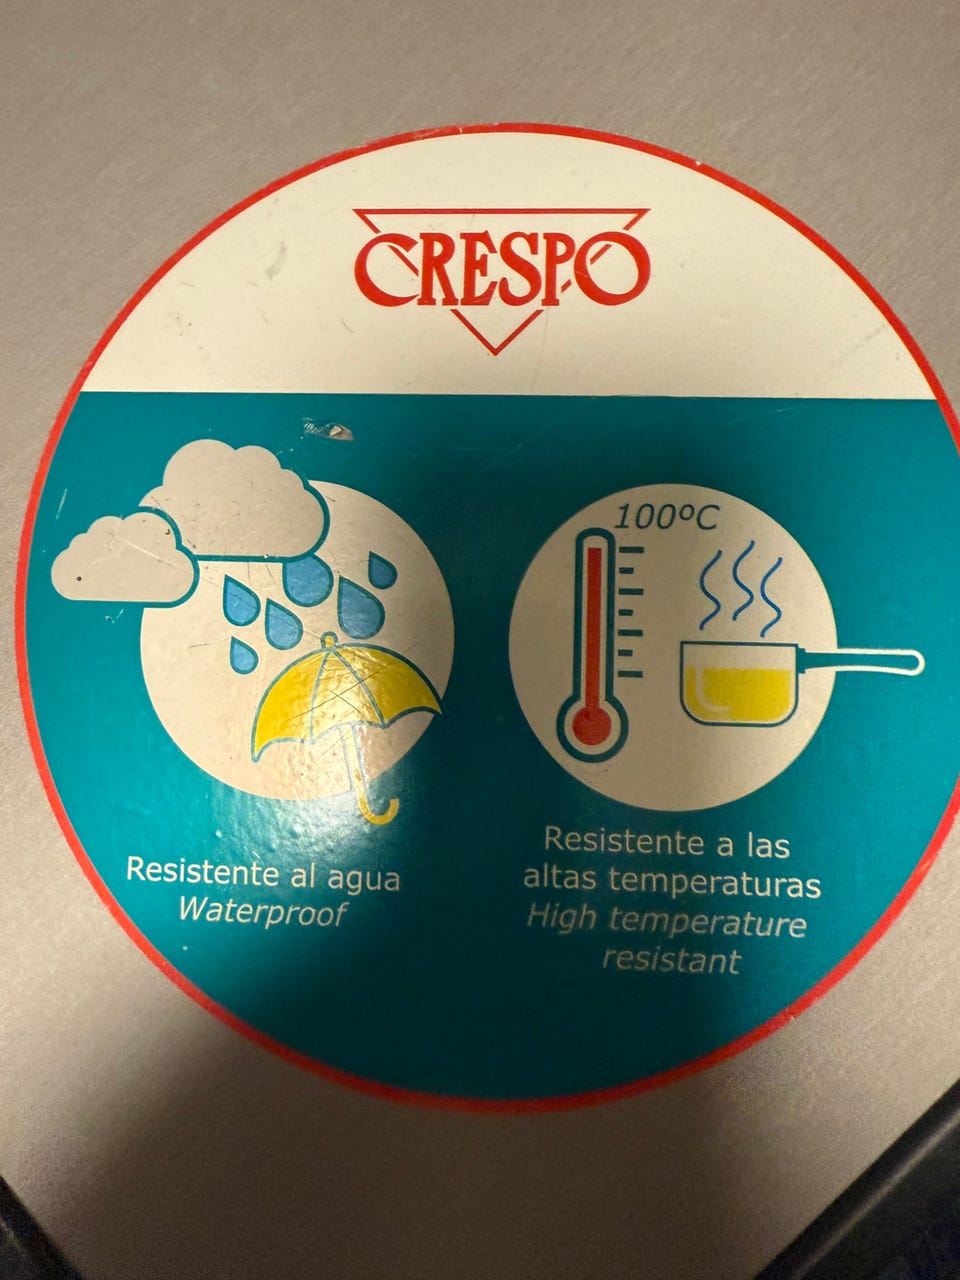 CRESPO
100ºC
Resistente al agua
Waterproof
Resistente a las
altas temperaturas
High temperature
resistant